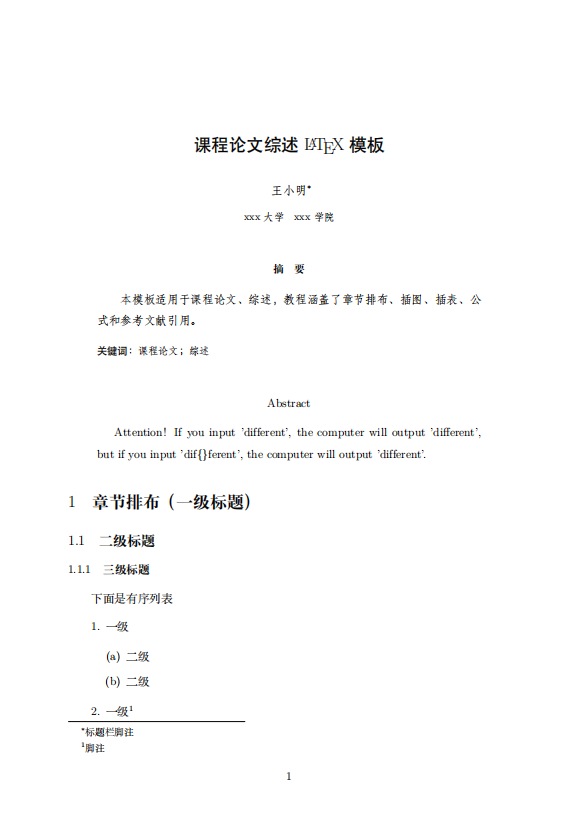 课程论文综述 LATEX 模板
王小明*
xxx 大学 xxx 学院
摘 要
本模板适用于课程论文、综述，教程涵盖了章节排布、插图、插表、公
式和参考文献引用。
关键词：课程论文；综述
Abstract
Attention! If you input 'different', the computer will output 'different',
but if you input 'dif{}ferent', the computer will output 'different'.
1 章节排布（一级标题）
1.1 二级标题
1.1.1 三级标题
下面是有序列表
1. 一级
(a) 二级
(b) 二级
2. 一级1
*标题栏脚注
1脚注
1